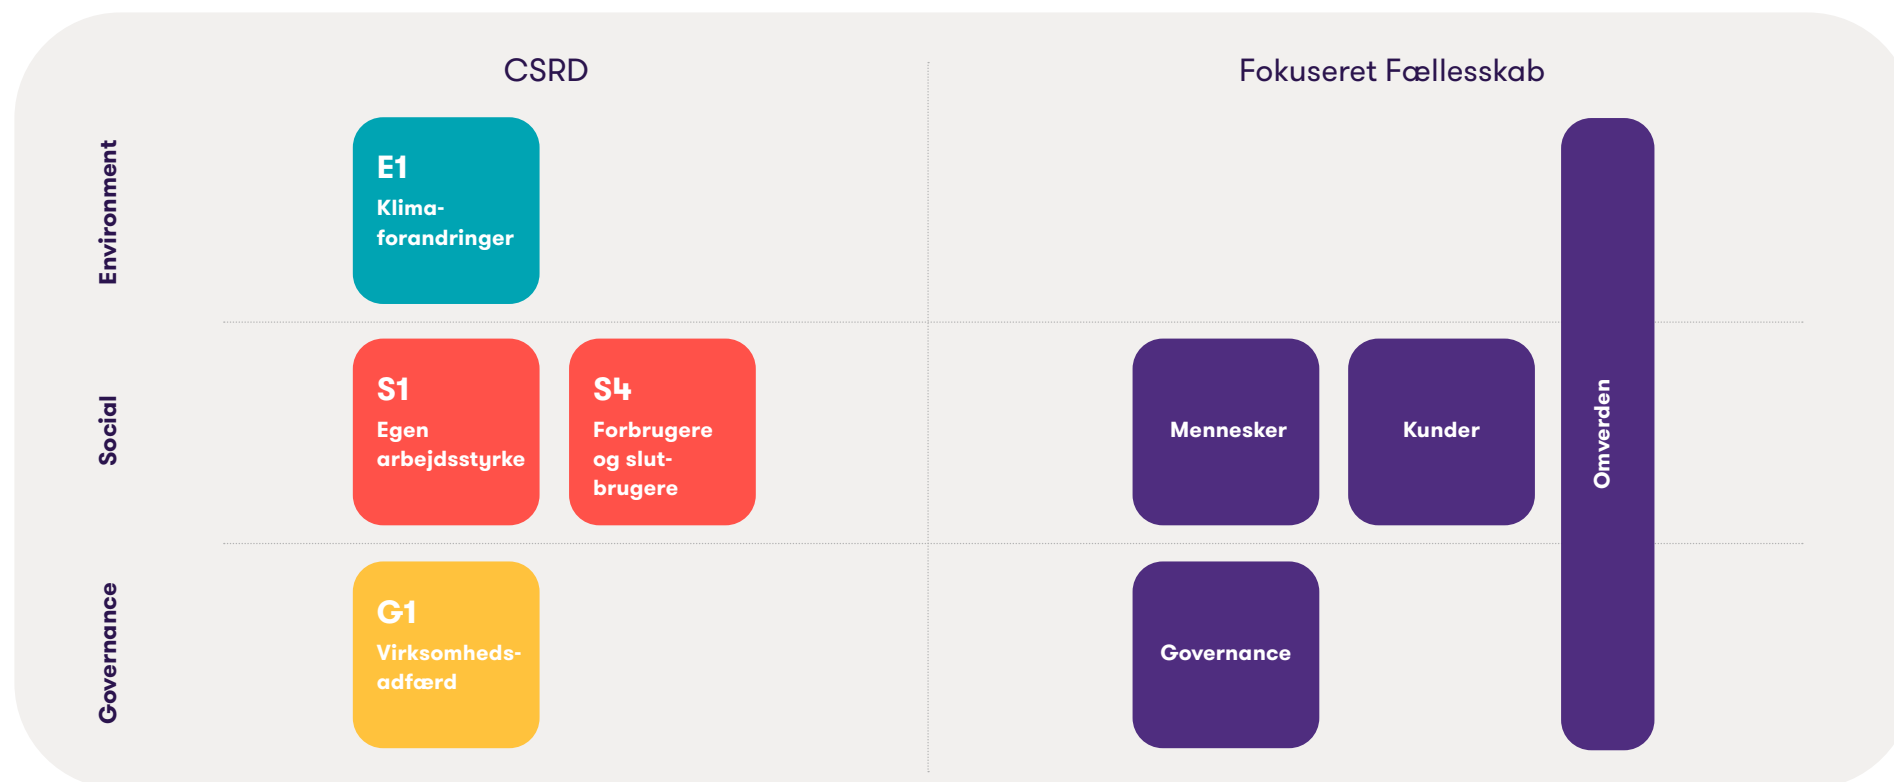 CSRD
Fokuseret Fællesskab
Environment
E1
Klima-
forandringer
Social
S1
Egen
arbejdsstyrke
S4
Forbrugere
og slut-
brugere
Mennesker
Kunder
Omverden
Governance
G1
Virksomheds-
adfærd
Governance